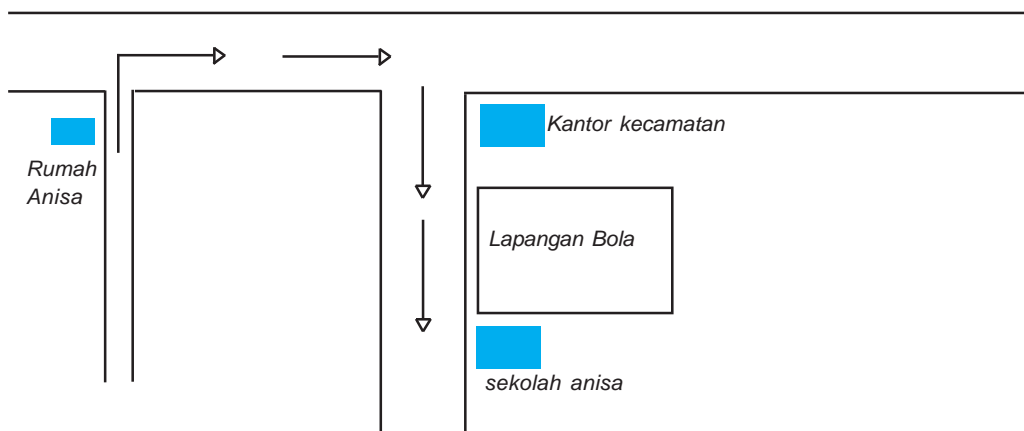 Kantor kecamatan
Rumah
Anisa
Lapangan Bola
sekolah anisa